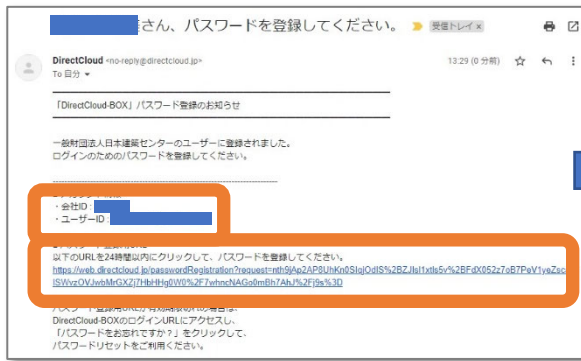 さん、パスワードを登録してください。 受信トレイ ×
DirectCloud <no-reply@directcloud.jp> 13:29 (0 分前)
To 自分
「DirectCloud-BOX」パスワード登録のお知らせ
一般財団法人日本建築センターのユーザーに登録されました。
ログインのためのパスワードを登録してください。
・会社ID :
・ユーザーID :
以下のURLを24時間以内にクリックして、パスワードを登録してください。
https://web.directcloud.jp/passwordRegistration?request=
DirectCloud-BOXのログインURLにアクセスし、
「パスワードをお忘れですか？」をクリックして、
パスワードリセットをご利用ください。